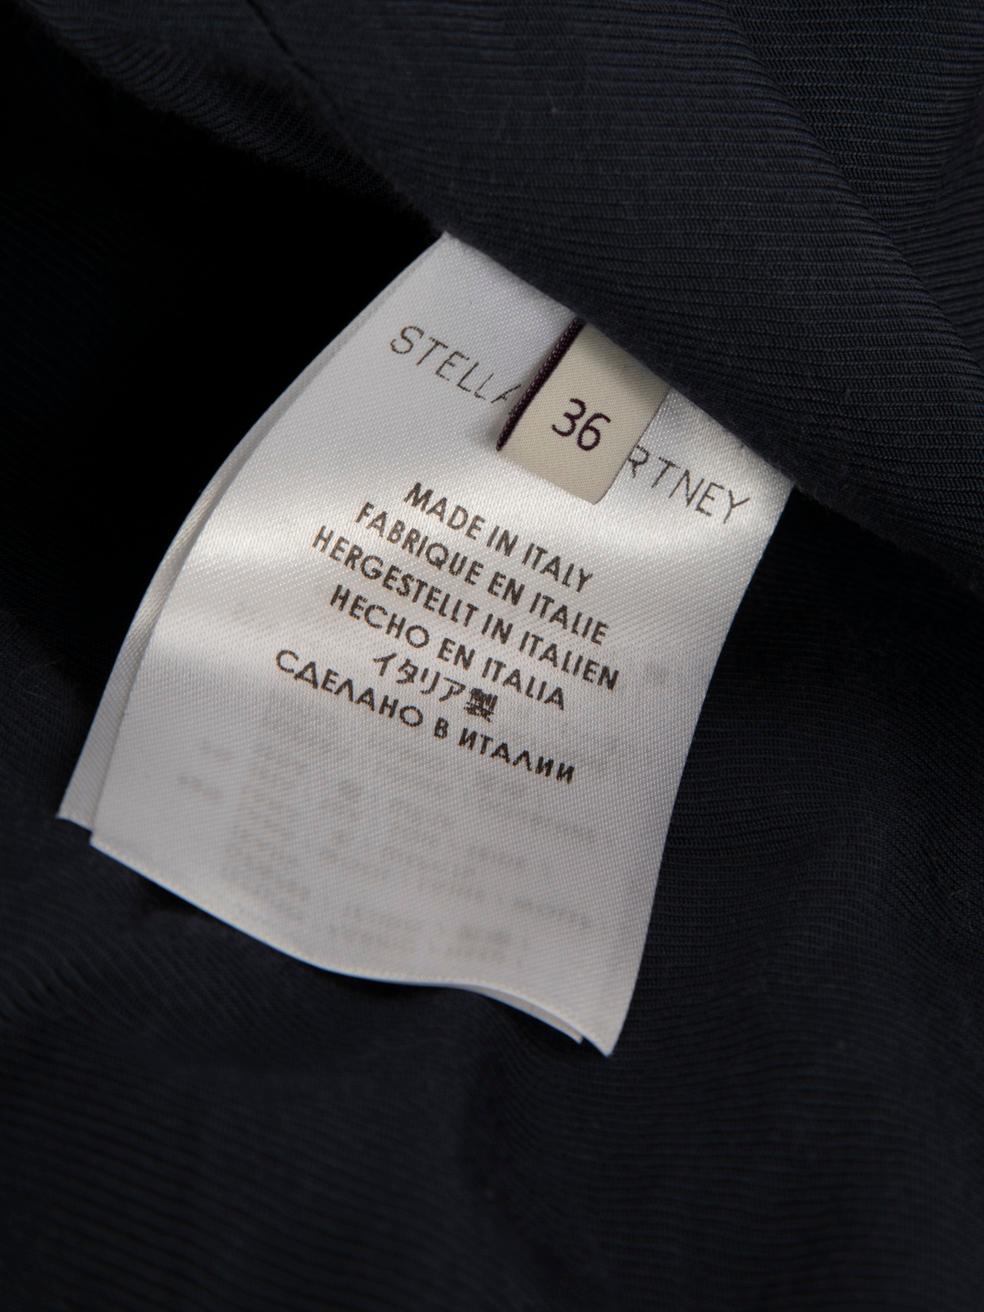 STELLA RTNEY
36
MADE IN ITALY
FABRIQUE EN ITALIE
HERGESTELLT IN ITALIEN
HECHO EN ITALIA
イタリア製
СДЕЛАНО В ИТАЛИИ